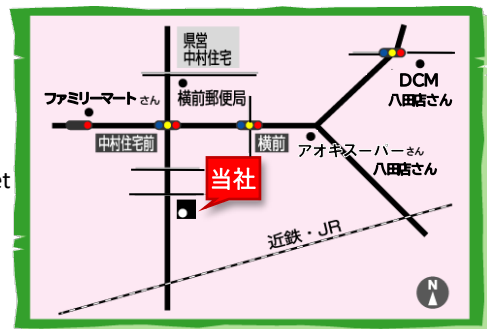 県営
中村住宅
ファミリーマートさん
横前郵便局
DCM
八田店さん
中村住宅前
横前
アオキスーパーさん
八田店さん
et
当社
近鉄・JR
N